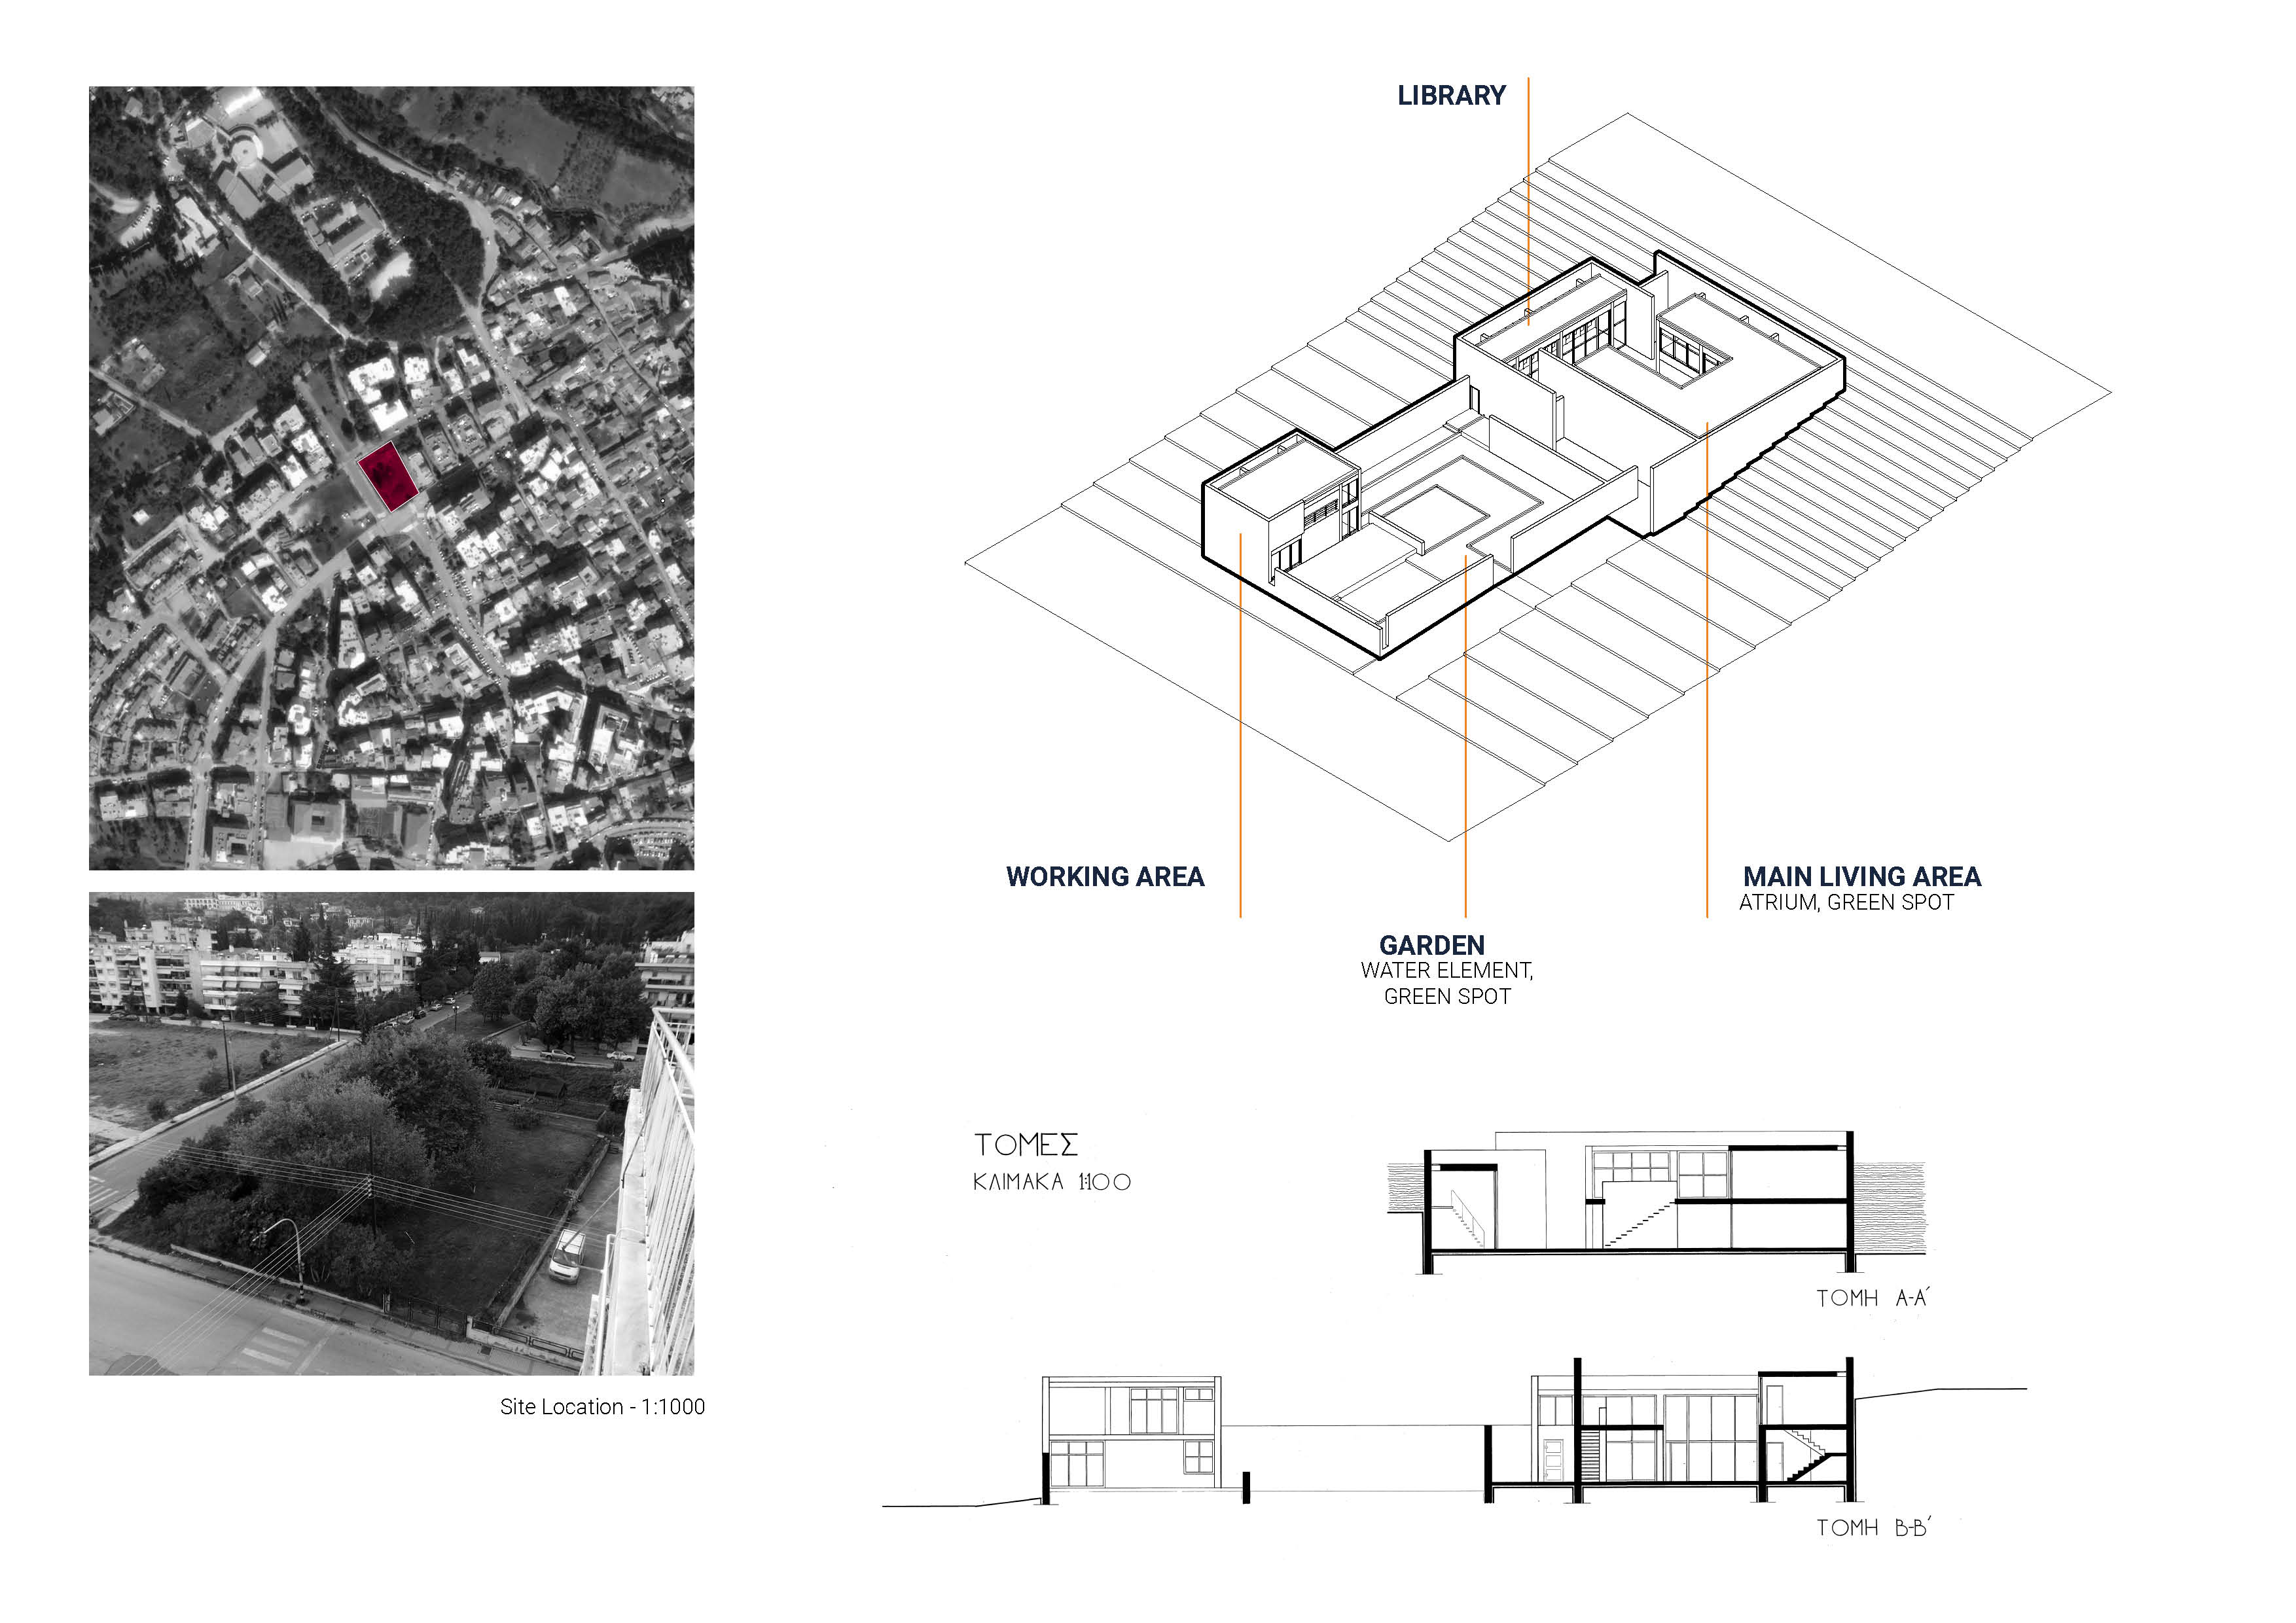 LIBRARY
WORKING AREA
MAIN LIVING AREA
ATRIUM, GREEN SPOT
GARDEN
WATER ELEMENT,
GREEN SPOT
ΤΟΜΕΣ
ΚΛΙΜΑΚΑ 1:100
ΤΟΜΗ Α-Α΄
Site Location - 1:1000
ΤΟΜΗ Β-Β΄